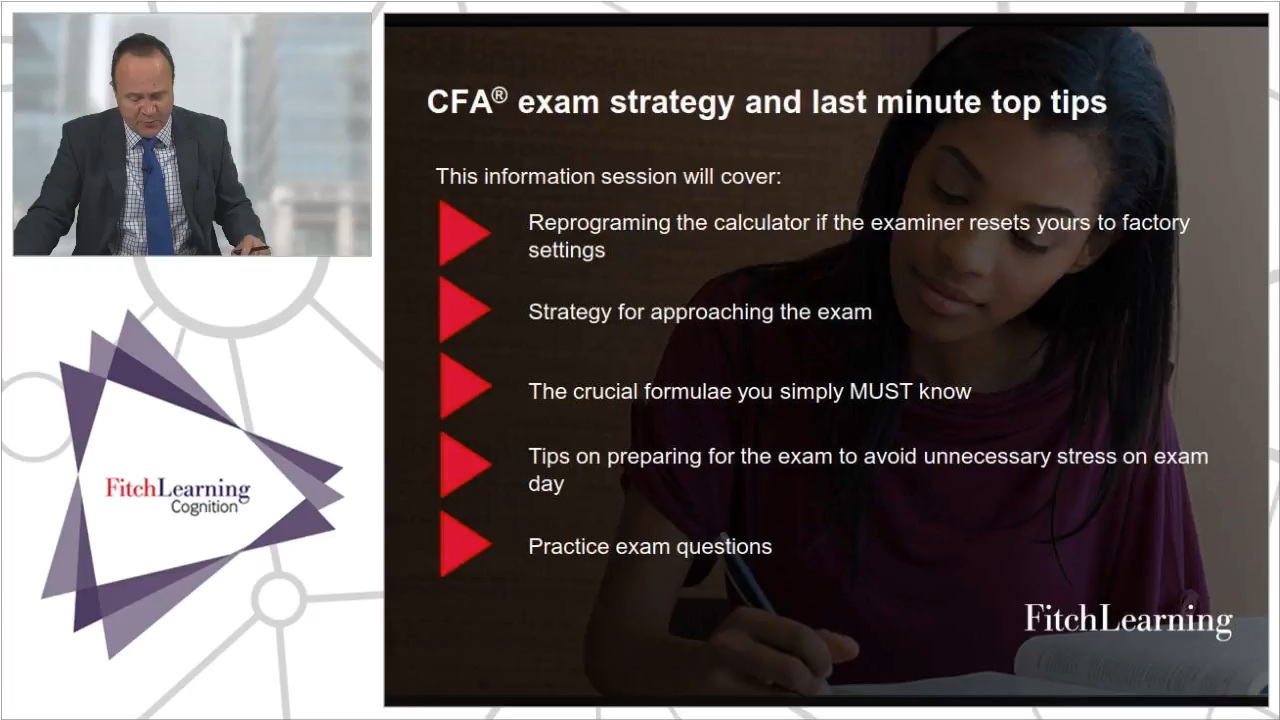 CFA® exam strategy and last minute top tips
This information session will cover:
Reprograming the calculator if the examiner resets yours to factory
settings
Strategy for approaching the exam
The crucial formulae you simply MUST know
Tips on preparing for the exam to avoid unnecessary stress on exam
day
Practice exam questions
FitchLearning
Cognition
FitchLearning